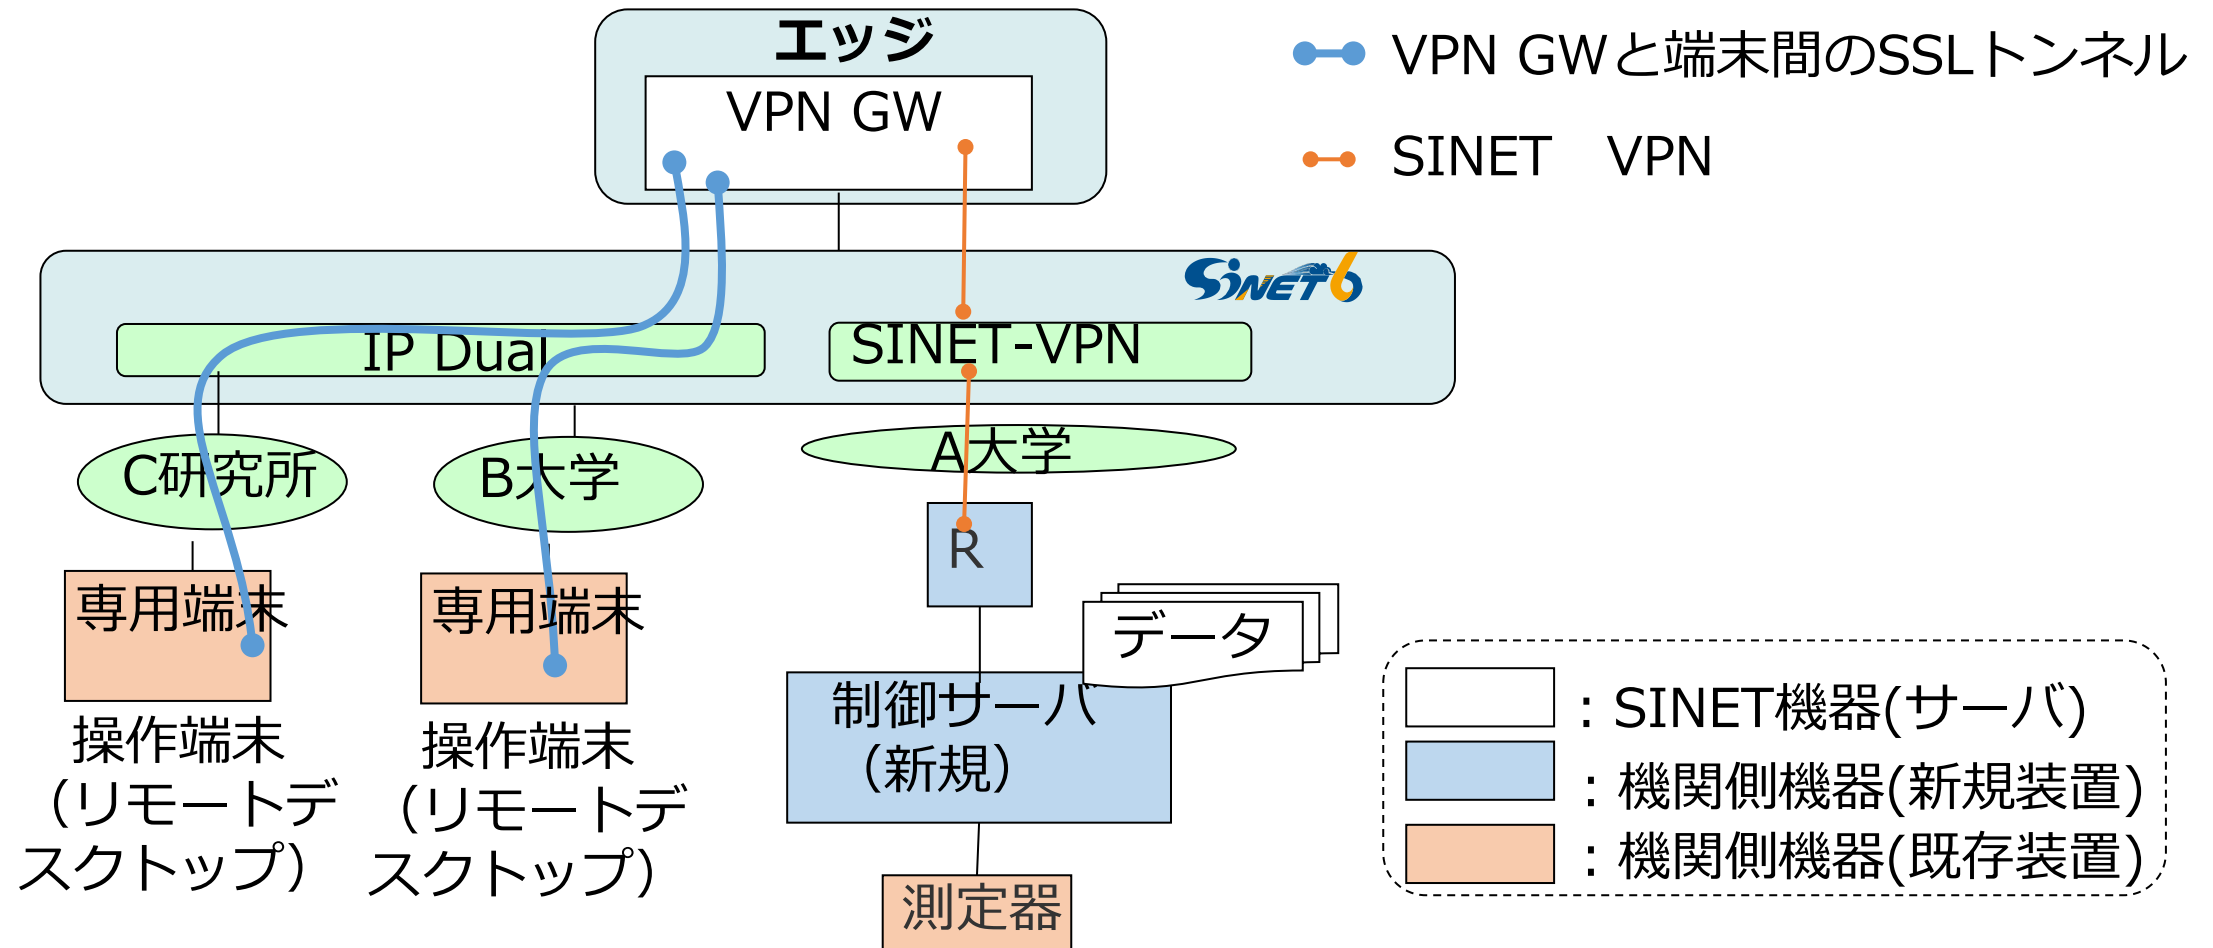 エッジ
VPN GW
VPN GWと端末間のSSLトンネル
SINET　VPN
SINET6
IP Dual
SINET-VPN
C研究所
B大学
A大学
R
専用端末
専用端末
データ
操作端末
（リモートデ
スクトップ）
操作端末
（リモートデ
スクトップ）
制御サーバ
（新規）
測定器
：SINET機器(サーバ)
：機関側機器(新規装置)
：機関側機器(既存装置)